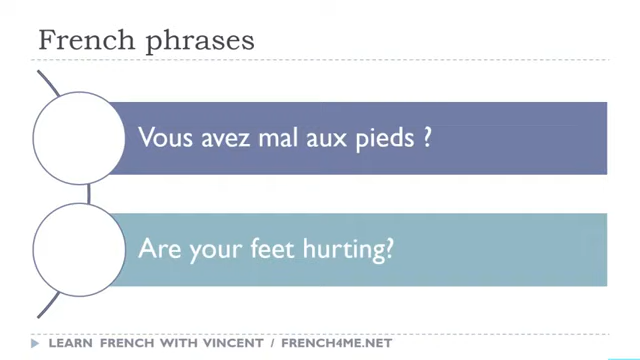 French phrases
Vous avez mal aux pieds ?
Are your feet hurting?
LEARN FRENCH WITH VINCENT / FRENCH4ME.NET